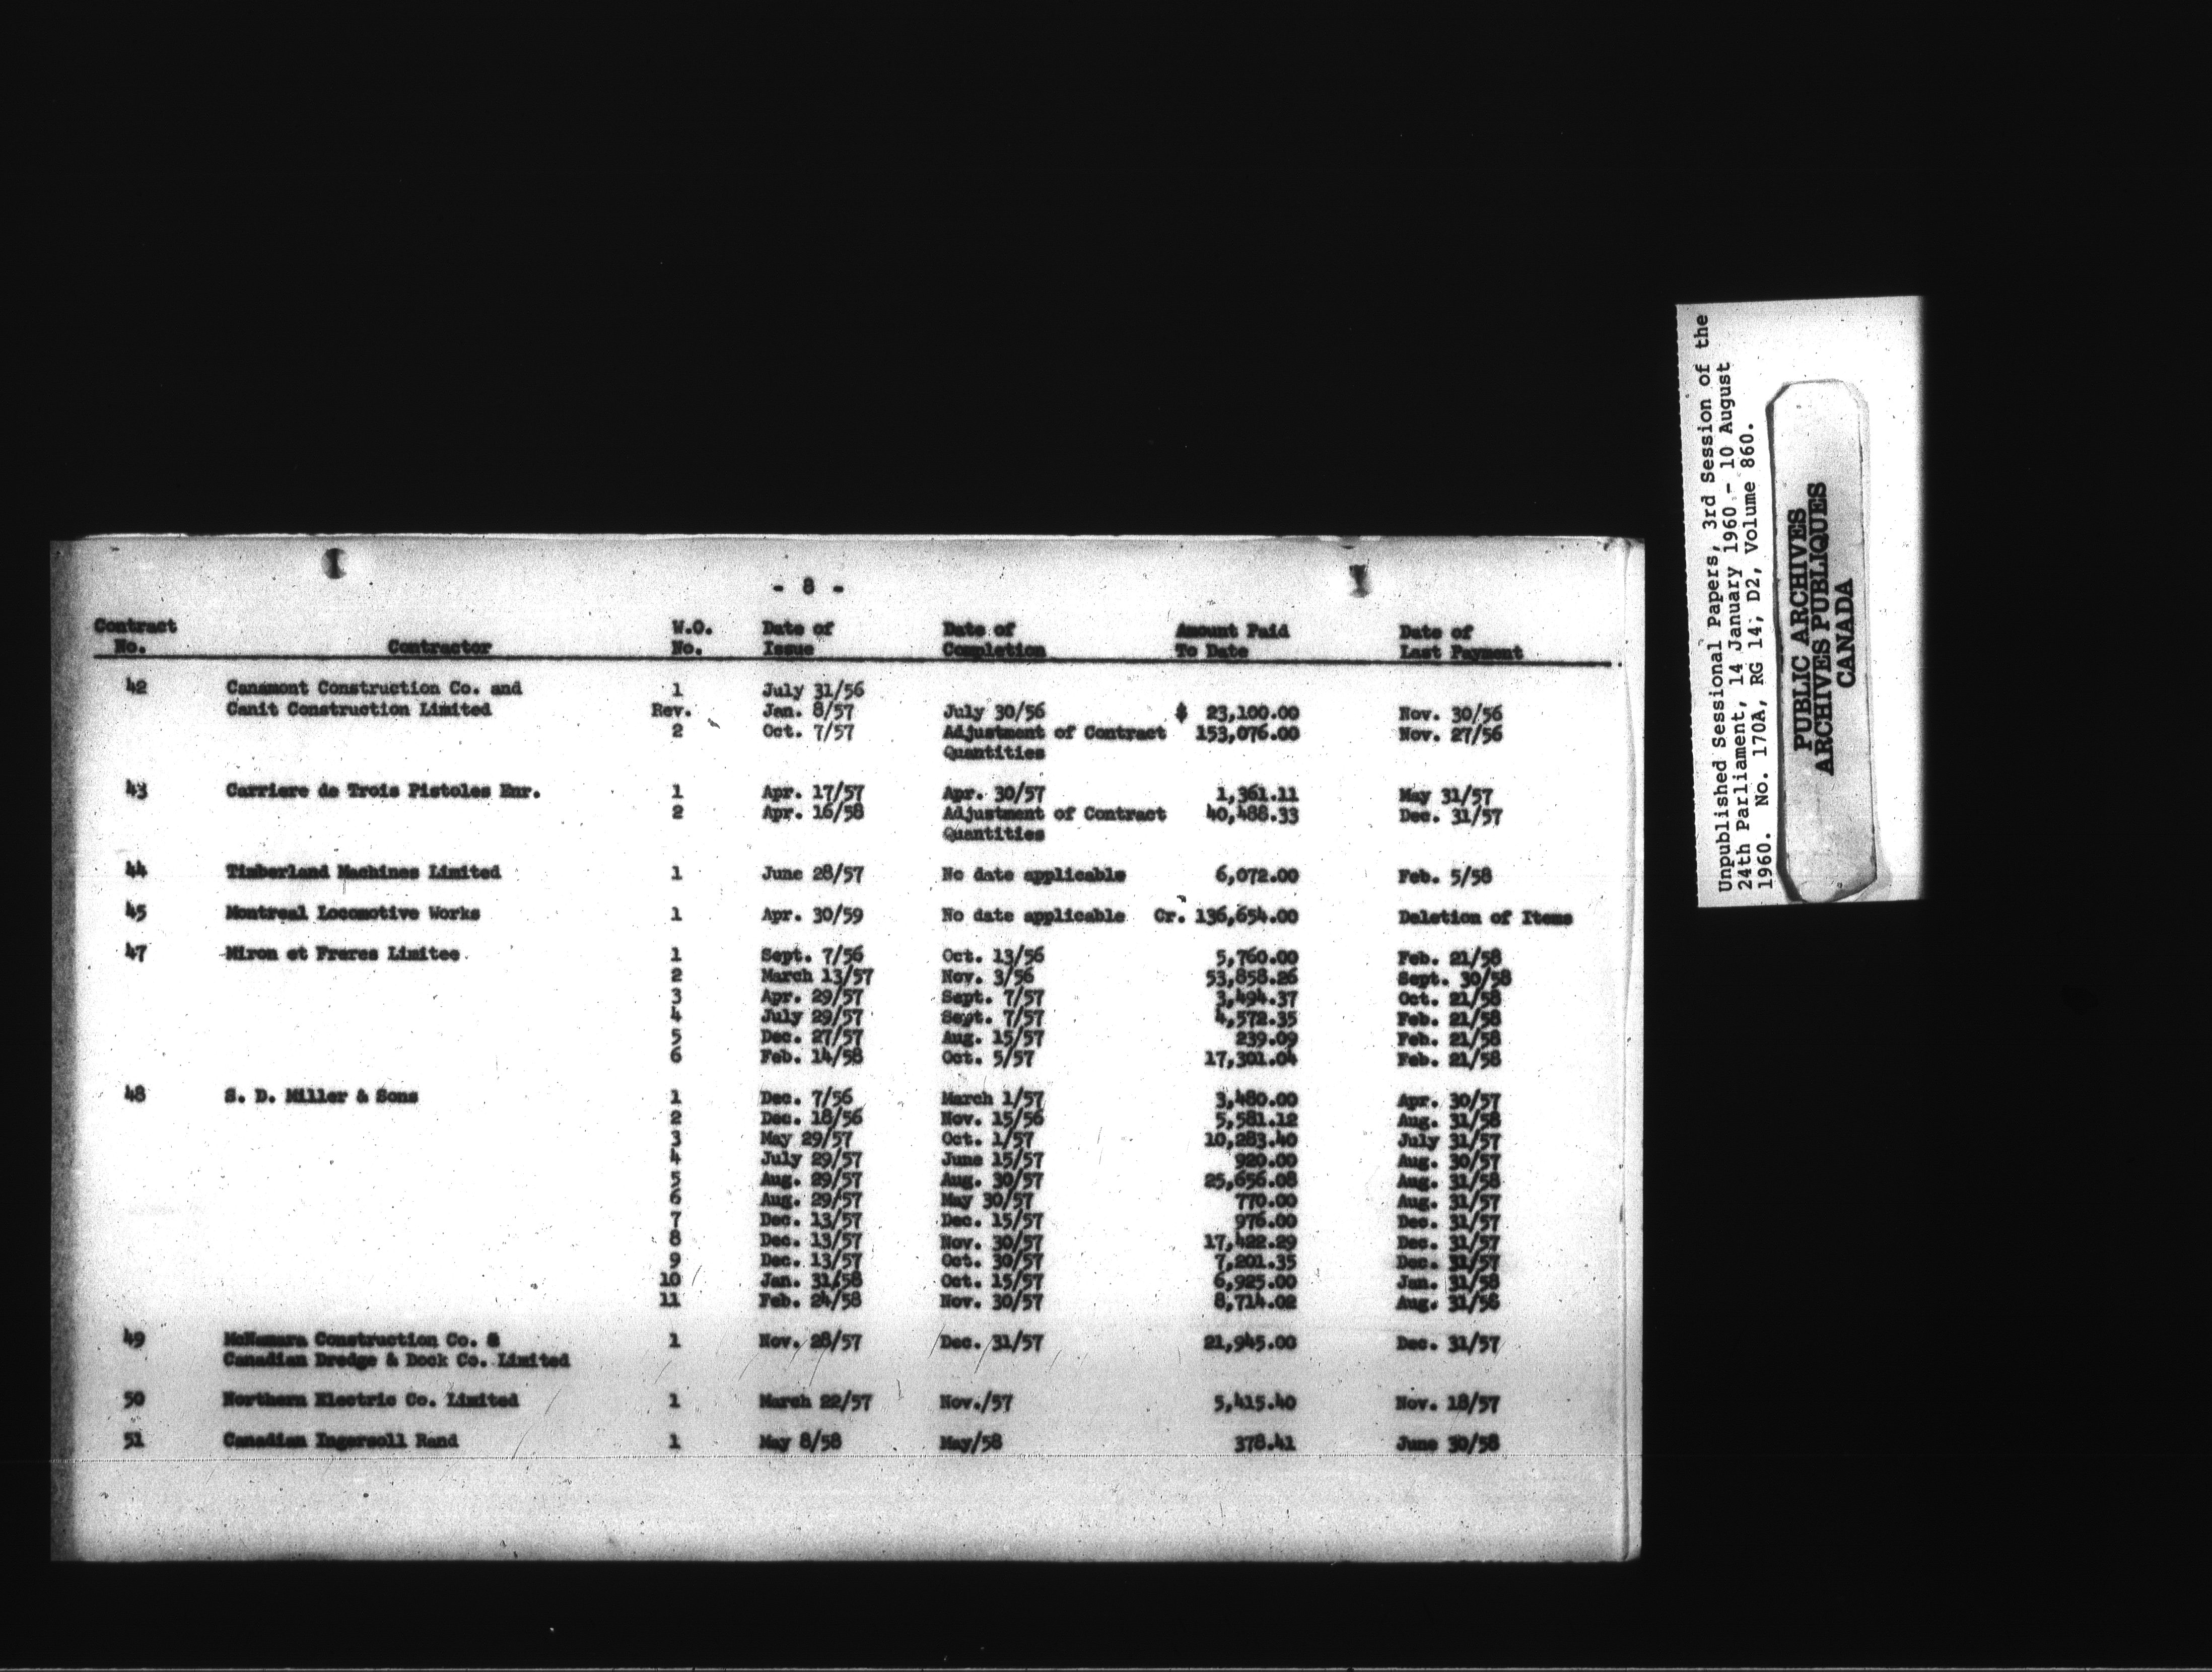 - 8 -
Contract No. Contractor W.O. No. Date of Issue Date of Completion Amount Paid To Date Date of Last Payment
42 Canamont Construction Co. and 1 July 31/56
Canit Construction Limited Rev. Jan. 8/57 July 30/56 $ 23,100.00 Nov. 30/56
2 Oct. 7/57 Adjustment of Contract 153,076.00 Nov. 27/56
Quantities
43 Carriere de Trois Pistoles Enr. 1 Apr. 17/57 Apr. 30/57 1,361.11 May 31/57
2 Apr. 16/58 Adjustment of Contract 40,488.33 Dec. 31/57
Quantities
44 Timberland Machines Limited 1 June 28/57 No date applicable 6,072.00 Feb. 5/58
45 Montreal Locomotive Works 1 Apr. 30/59 No date applicable Cr. 136,654.00 Deletion of Items
47 Miron et Freres Limitee 1 Sept. 7/56 Oct. 13/56 5,760.00 Feb. 21/58
2 March 13/57 Nov. 3/56 53,858.26 Sept. 30/58
3 Apr. 29/57 Sept. 7/57 3,494.37 Oct. 21/58
4 July 29/57 Sept. 7/57 4,572.35 Feb. 21/58
5 Dec. 27/57 Aug. 15/57 239.09 Feb. 21/58
6 Feb. 14/58 Oct. 5/57 17,301.04 Feb. 21/58
48 S. D. Miller & Sons 1 Dec. 7/56 March 1/57 3,480.00 Apr. 30/57
2 Dec. 18/56 Nov. 15/56 5,581.12 Aug. 31/58
3 May 29/57 Oct. 1/57 10,283.40 July 31/57
4 July 29/57 June 15/57 920.00 Aug. 30/57
5 Aug. 29/57 Aug. 30/57 25,656.08 Aug. 31/58
6 Aug. 29/57 May 30/57 770.00 Aug. 31/57
7 Dec. 13/57 Dec. 15/57 976.00 Dec. 31/57
8 Dec. 13/57 Nov. 30/57 17,422.29 Dec. 31/57
9 Dec. 13/57 Oct. 30/57 7,201.35 Dec. 31/57
10 Jan. 31/58 Oct. 15/57 6,925.00 Jan. 31/58
11 Feb. 24/58 Nov. 30/57 8,714.02 Aug. 31/58
49 McNamara Construction Co. & 1 Nov. 28/57 Dec. 31/57 21,945.00 Dec. 31/57
Canadian Dredge & Dock Co. Limited
50 Northern Electric Co. Limited 1 March 22/57 Nov./57 5,415.40 Nov. 18/57
51 Canadian Ingersoll Rand 1 May 8/58 May/58 378.41 June 30/58
Unpublished Sessional Papers, 3rd Session of the
24th Parliament, 14 January 1960 - 10 August
1960. No. 170A, RG 14, D2, Volume 860.
PUBLIC ARCHIVES
ARCHIVES PUBLIQUES
CANADA